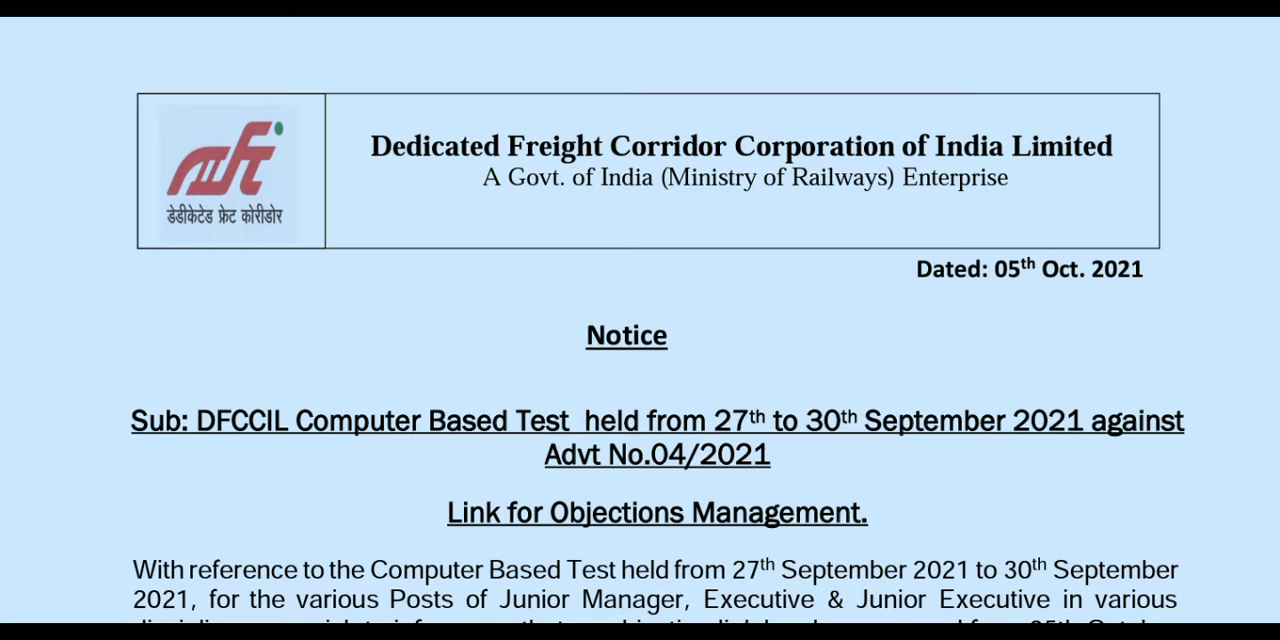 डेडीकेटेड फ्रेट कोरीडोर
Dedicated Freight Corridor Corporation of India Limited
A Govt. of India (Ministry of Railways) Enterprise
Dated: 05th Oct. 2021
Notice
Sub: DFCCIL Computer Based Test held from 27th to 30th September 2021 against
Advt No.04/2021
Link for Objections Management.
With reference to the Computer Based Test held from 27th September 2021 to 30th September
2021, for the various Posts of Junior Manager, Executive & Junior Executive in various